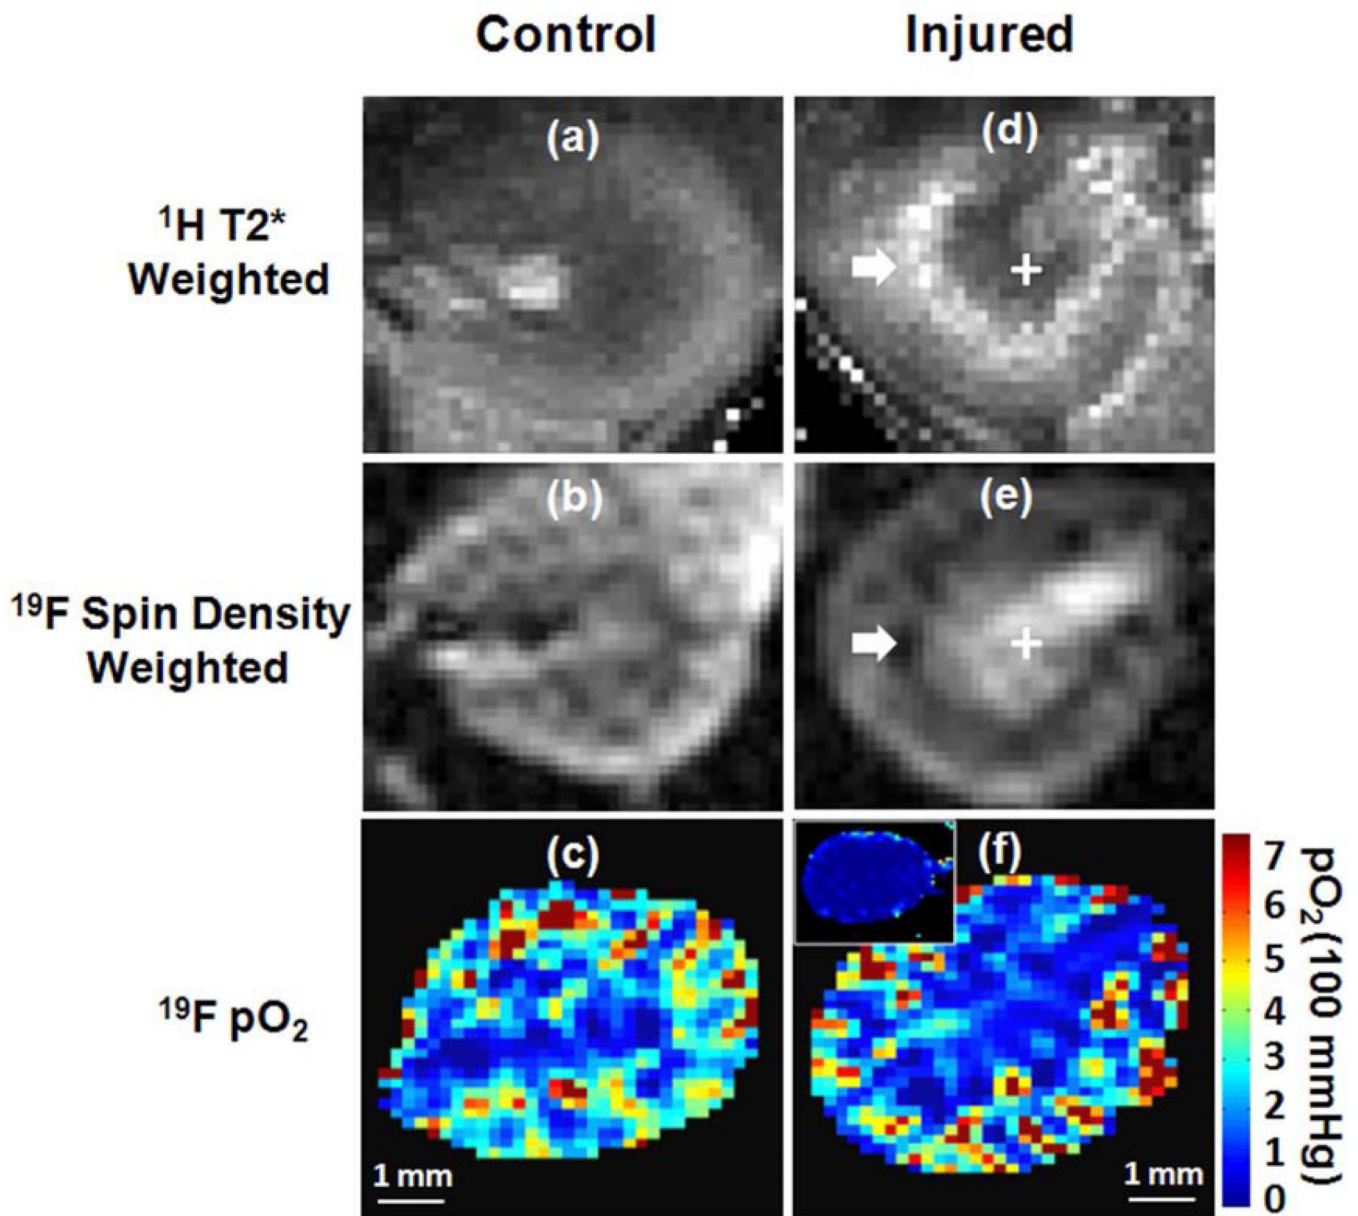 Control Injured
(a) (d)
¹H T2*
Weighted
+
(b) (e)
¹⁹F Spin Density
Weighted
+
(c) (f)
¹⁹F pO₂
1 mm 1 mm
7
6
5
4
3
2
1
0
pO₂(100 mmHg)